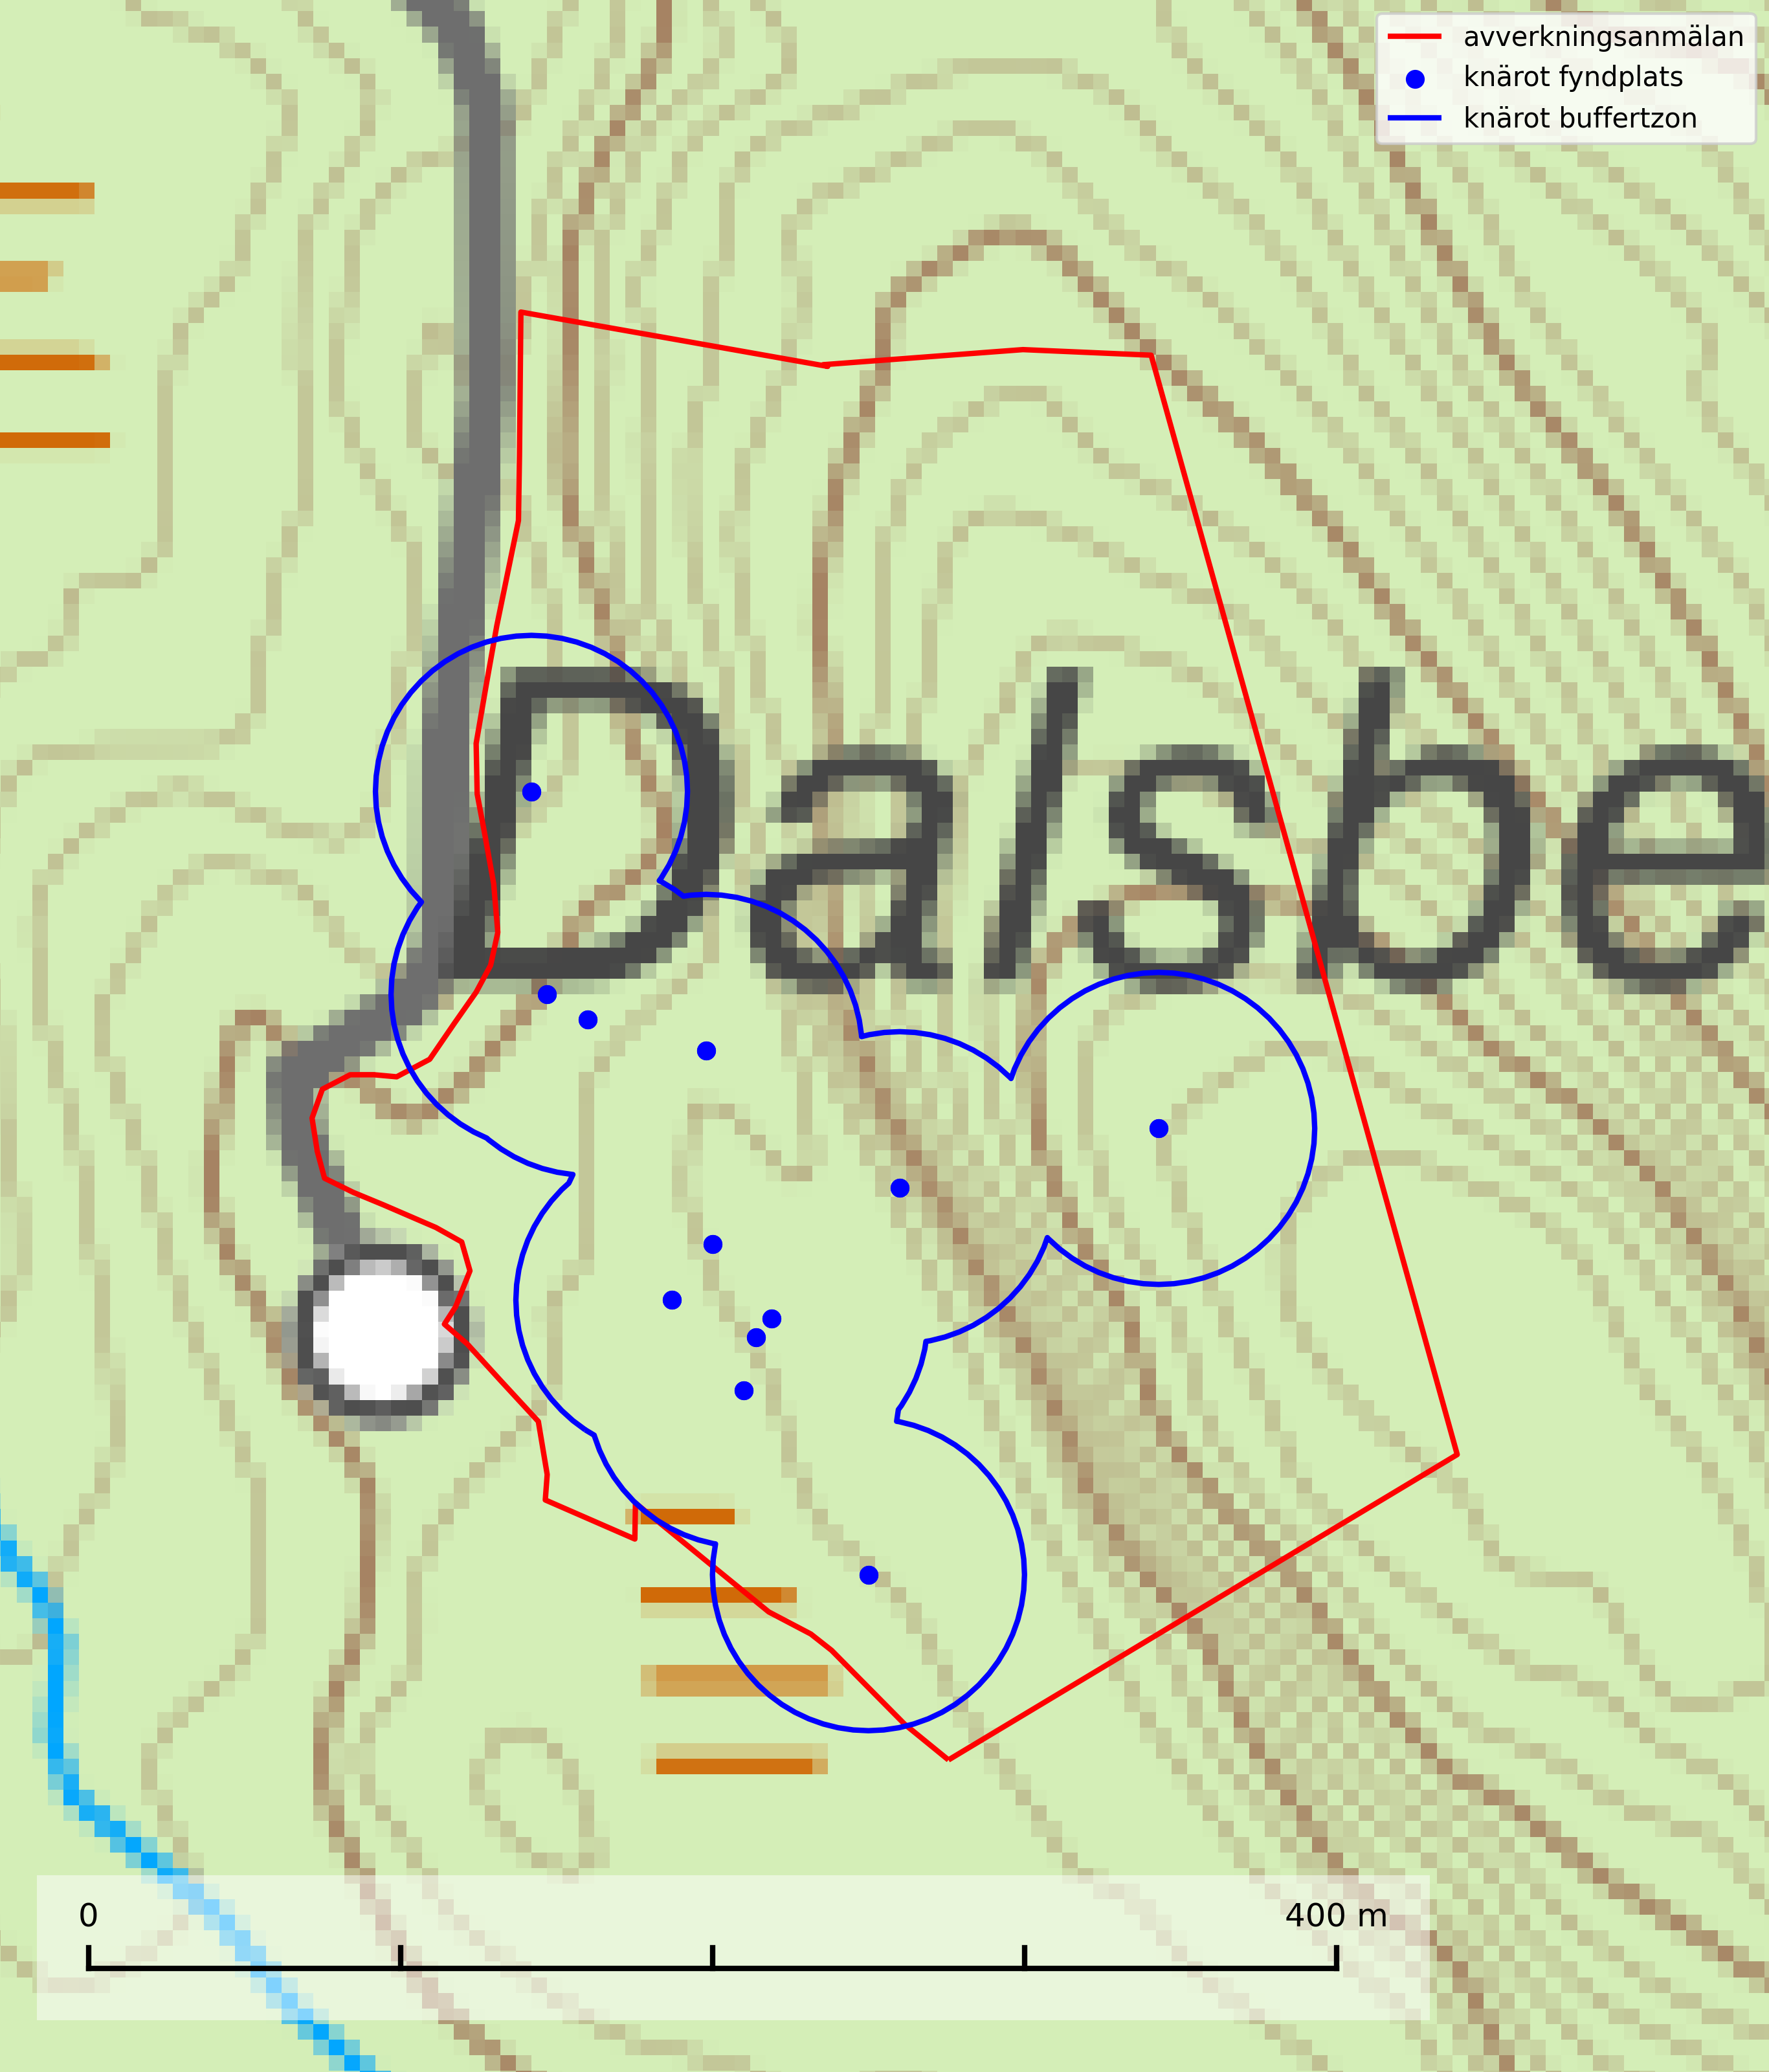 avverkningsanmälan
knärot fyndplats
knärot buffertzon
Dalsbe
0 400 m